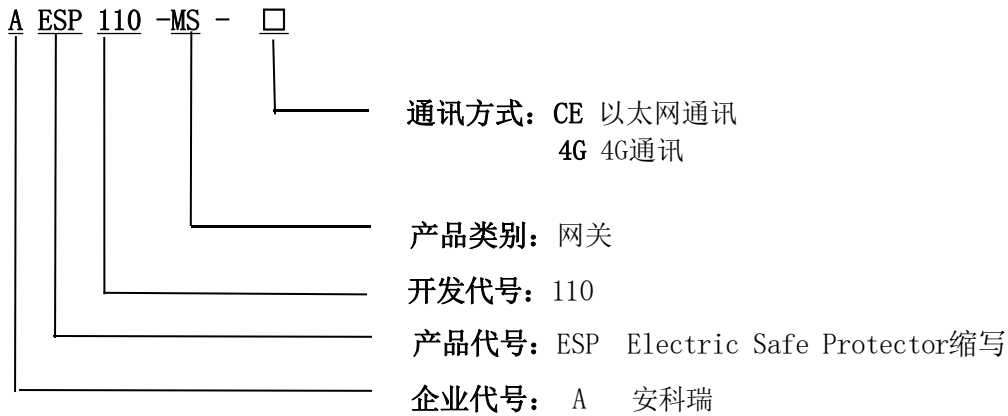 A ESP 110 -MS - □
通讯方式：CE 以太网通讯
4G 4G通讯
产品类别：网关
开发代号：110
产品代号：ESP Electric Safe Protector缩写
企业代号： A 安科瑞